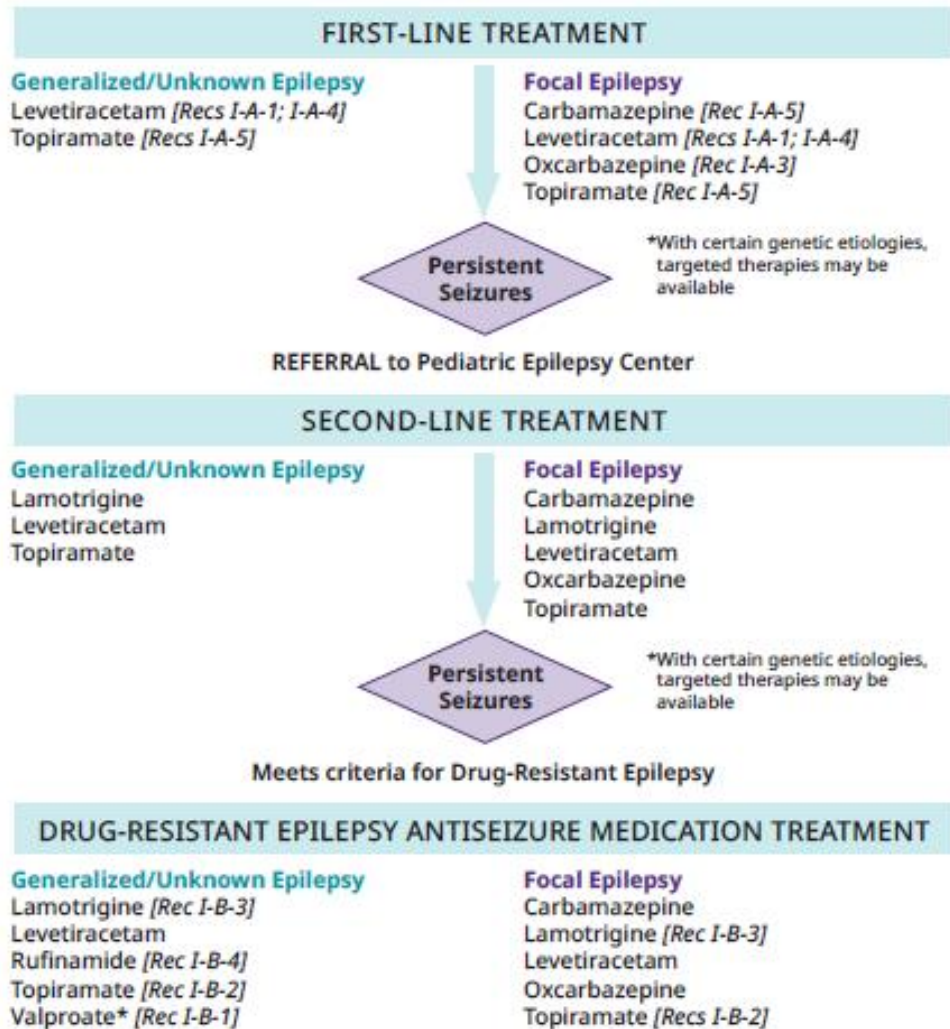 FIRST-LINE TREATMENT
Generalized/Unknown Epilepsy
Levetiracetam [Recs I-A-1; I-A-4]
Topiramate [Recs I-A-5]
Focal Epilepsy
Carbamazepine [Rec I-A-5]
Levetiracetam [Recs I-A-1; I-A-4]
Oxcarbazepine [Rec I-A-3]
Topiramate [Rec I-A-5]
Persistent
Seizures
*With certain genetic etiologies,
targeted therapies may be
available
REFERRAL to Pediatric Epilepsy Center
SECOND-LINE TREATMENT
Generalized/Unknown Epilepsy
Lamotrigine
Levetiracetam
Topiramate
Focal Epilepsy
Carbamazepine
Lamotrigine
Levetiracetam
Oxcarbazepine
Topiramate
Persistent
Seizures
*With certain genetic etiologies,
targeted therapies may be
available
Meets criteria for Drug-Resistant Epilepsy
DRUG-RESISTANT EPILEPSY ANTISEIZURE MEDICATION TREATMENT
Generalized/Unknown Epilepsy
Lamotrigine [Rec I-B-3]
Levetiracetam
Rufinamide [Rec I-B-4]
Topiramate [Rec I-B-2]
Valproate* [Rec I-B-1]
Focal Epilepsy
Carbamazepine
Lamotrigine [Rec I-B-3]
Levetiracetam
Oxcarbazepine
Topiramate [Recs I-B-2]